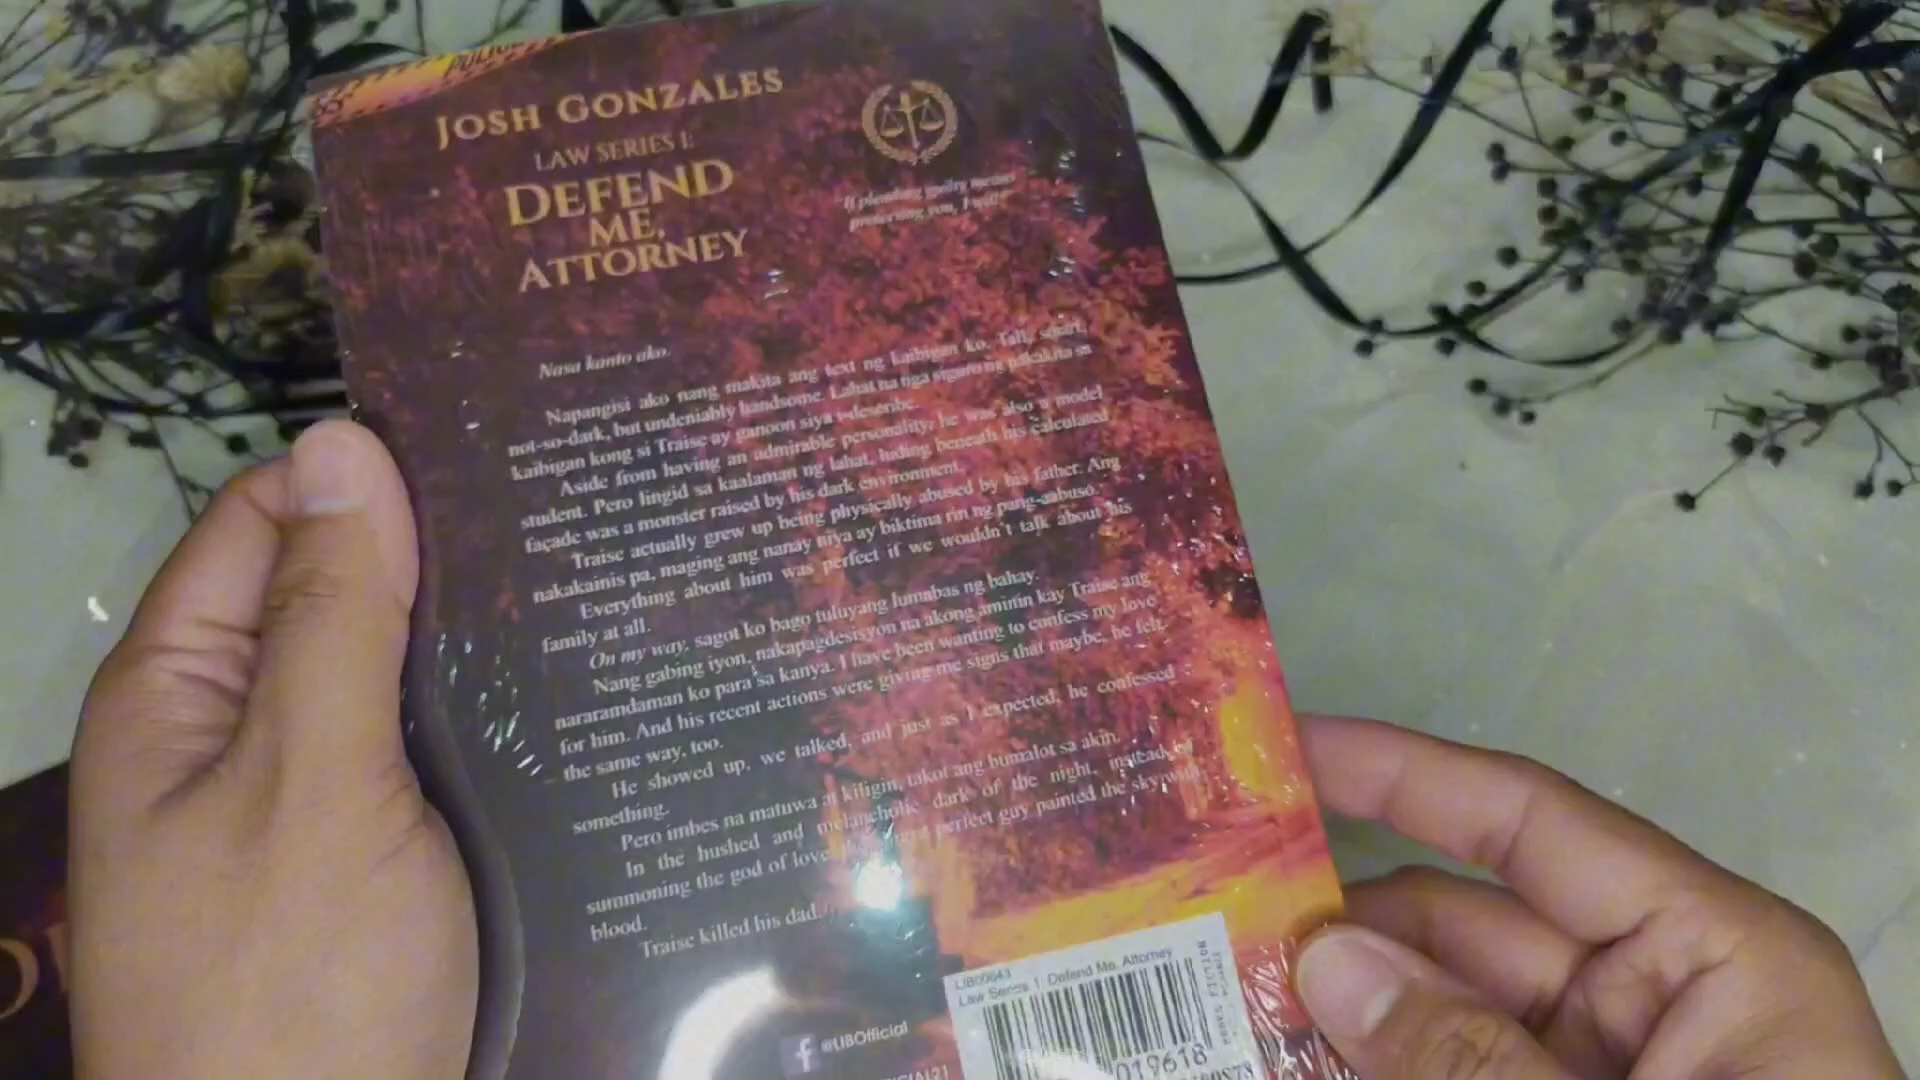 JOSH GONZALES
LAW SERIES 1:
DEFEND
ME,
ATTORNEY
"If pleading guilty means
protecting you, I will."
Nasa kanto ako.
Napangisi ako nang makita ang text ng kaibigan ko. Tall, smart,
not-so-dark, but undeniably handsome. Lahat na nga siguro ng nakakita sa
kaibigan kong si Traise ay ganoon siya i-describe.
Aside from having an admirable personality, he was also a model
student. Pero lingid sa kaalaman ng lahat, hiding beneath his calculated
façade was a monster raised by his dark environment.
Traise actually grew up being physically abused by his father. Ang
nakakainis pa, maging ang nanay niya ay biktima rin ng pang-aabuso.
Everything about him was perfect if we wouldn't talk about his
family at all.
On my way, sagot ko bago tuluyang lumabas ng bahay.
Nang gabing iyon, nakapagdesisyon na akong aminin kay Traise ang
nararamdaman ko para sa kanya. I have been wanting to confess my love
for him. And his recent actions were giving me signs that maybe, he felt
the same way, too.
He showed up, we talked, and just as I expected, he confessed
something.
Pero imbes na matuwa at kiligin, takot ang bumalot sa akin.
In the hushed and melancholic dark of the night, instead of
summoning the god of love, perfect guy painted the sky with
blood.
Traise killed his dad.
LIB00643
Law Series 1: Defend Me, Attorney
019618
@LIBOfficial